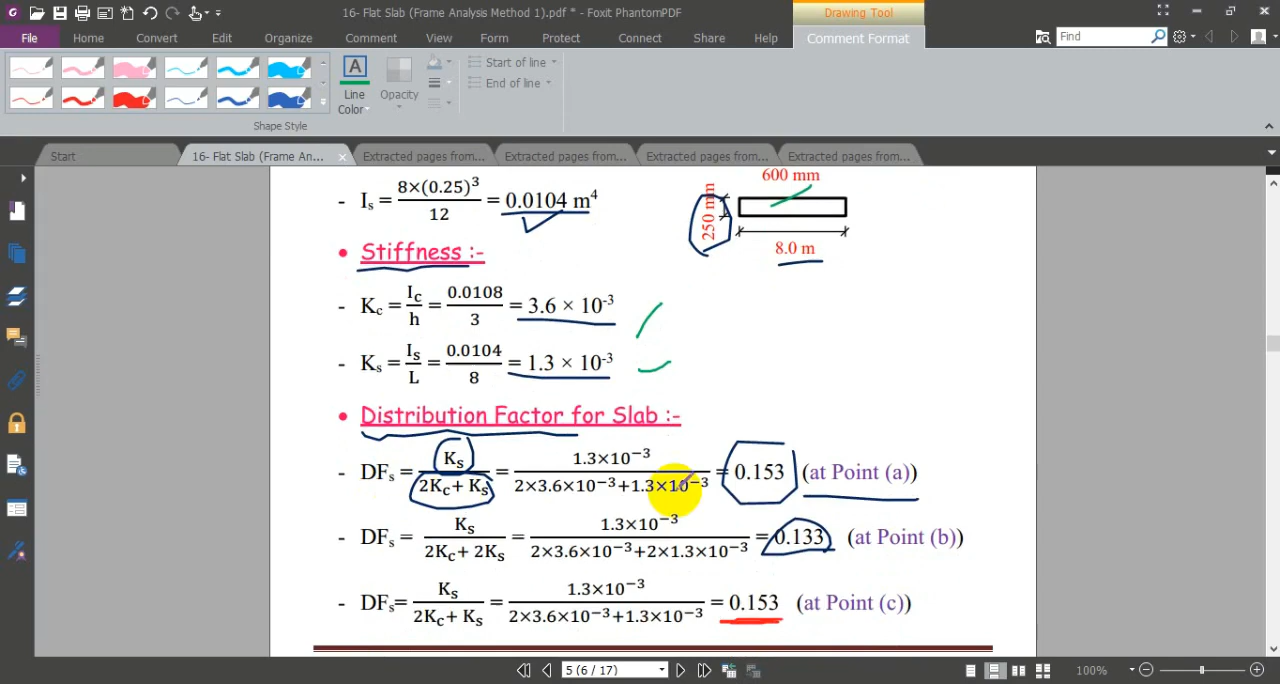 16- Flat Slab (Frame Analysis Method 1).pdf * - Foxit PhantomPDF
Drawing Tool
File Home Convert Edit Organize Comment View Form Protect Connect Share Help Comment Format
Find
Start of line
End of line
A
Line Color
Opacity
Shape Style
Start
16- Flat Slab (Frame An...
Extracted pages from...
Extracted pages from...
Extracted pages from...
Extracted pages from...
600 mm
- Is = 8×(0.25)³/12 = 0.0104 m⁴
250 mm
8.0 m
• Stiffness :-
- Kc = Ic/h = 0.0108/3 = 3.6 × 10⁻³
- Ks = Is/L = 0.0104/8 = 1.3 × 10⁻³
• Distribution Factor for Slab :-
- DFs = Ks/(2Kc + Ks) = 1.3×10⁻³/(2×3.6×10⁻³+1.3×10⁻³) = 0.153 (at Point (a))
- DFs = Ks/(2Kc + 2Ks) = 1.3×10⁻³/(2×3.6×10⁻³+2×1.3×10⁻³) = 0.133 (at Point (b))
- DFs= Ks/(2Kc + Ks) = 1.3×10⁻³/(2×3.6×10⁻³+1.3×10⁻³) = 0.153 (at Point (c))
5 (6 / 17)
100%